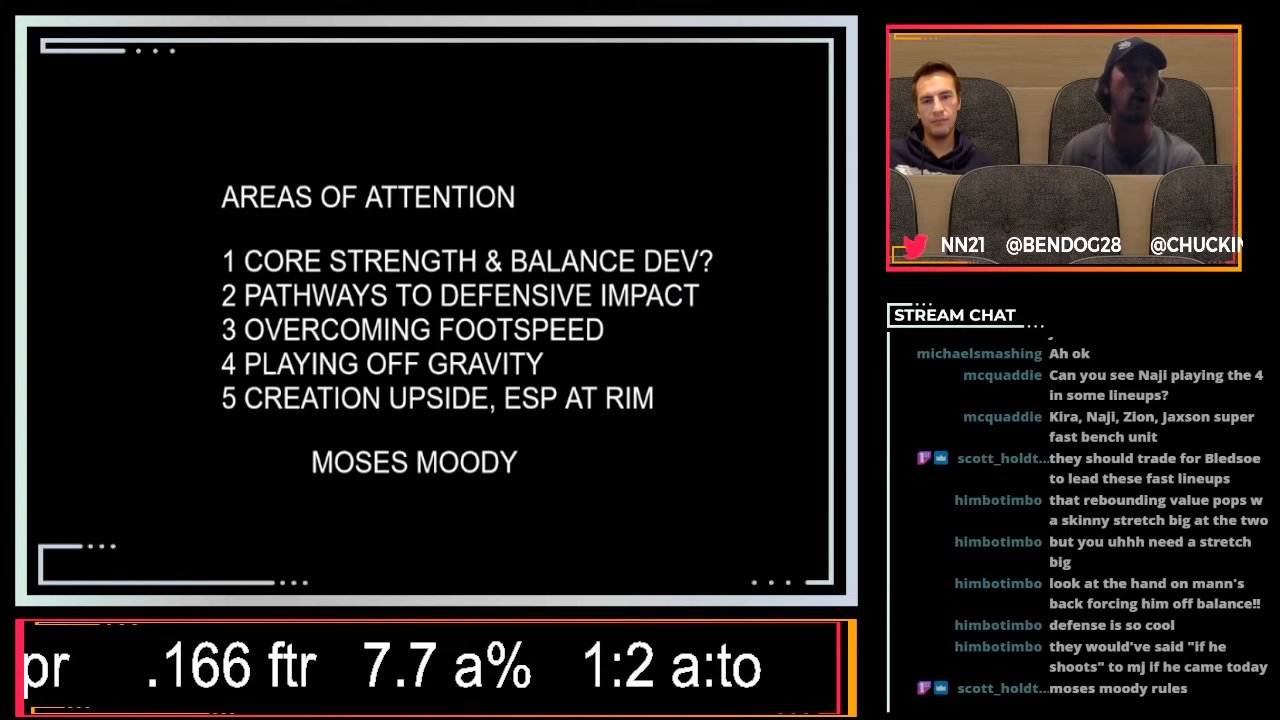 AREAS OF ATTENTION
1 CORE STRENGTH & BALANCE DEV?
2 PATHWAYS TO DEFENSIVE IMPACT
3 OVERCOMING FOOTSPEED
4 PLAYING OFF GRAVITY
5 CREATION UPSIDE, ESP AT RIM
MOSES MOODY
pr .166 ftr 7.7 a% 1:2 a:to
NN21 @BENDOG28 @CHUCKIN
STREAM CHAT
michaelsmashing Ah ok
mcquaddie Can you see Naji playing the 4
in some lineups?
mcquaddie Kira, Naji, Zion, Jaxson super
fast bench unit
scott_holdt... they should trade for Bledsoe
to lead these fast lineups
himbotimbo that rebounding value pops w
a skinny stretch big at the two
himbotimbo but you uhhh need a stretch
big
himbotimbo look at the hand on mann's
back forcing him off balance!!
himbotimbo defense is so cool
himbotimbo they would've said "if he
shoots" to mj if he came today
scott_holdt... moses moody rules